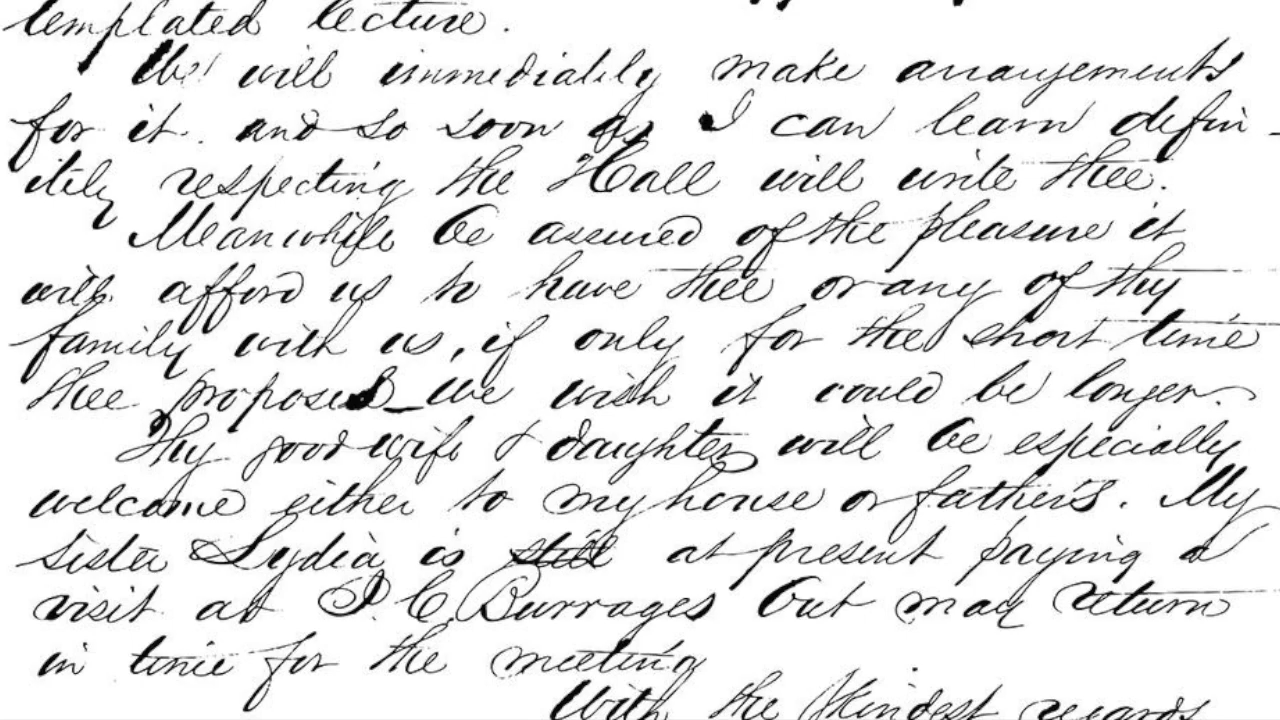 templated lecture.
We will immediatily make arrangements
for it. and so soon as I can learn defin-
itily respecting the Hall will write thee.
Meanwhile be assured of the pleasure it
will afford us to have thee or any of thy
family with us, if only for the short time
thee proposed_we wish it could be longer.
Thy good wife & daughter will be especially
welcome either to my house or father's. My
sister Lydia is still at present paying a
visit at J. C. Burrages but may return
in time for the meeting
With the kindest regards